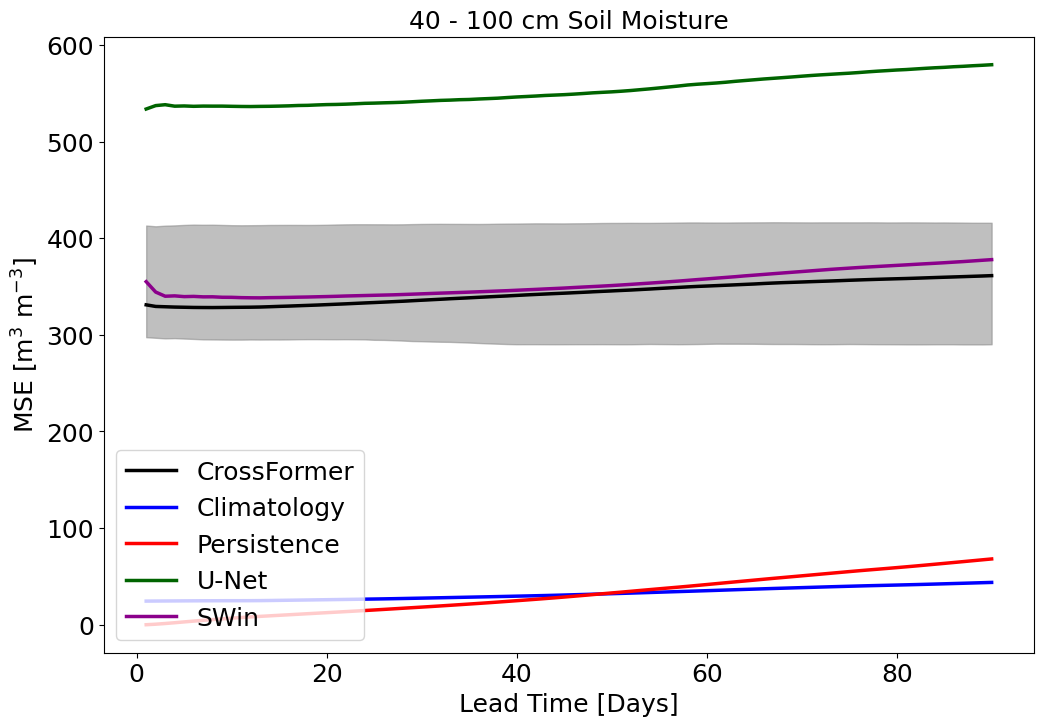 40 - 100 cm Soil Moisture
MSE [m³ m⁻³]
600
500
400
300
200
100
0
CrossFormer
Climatology
Persistence
U-Net
SWin
0 20 40 60 80
Lead Time [Days]